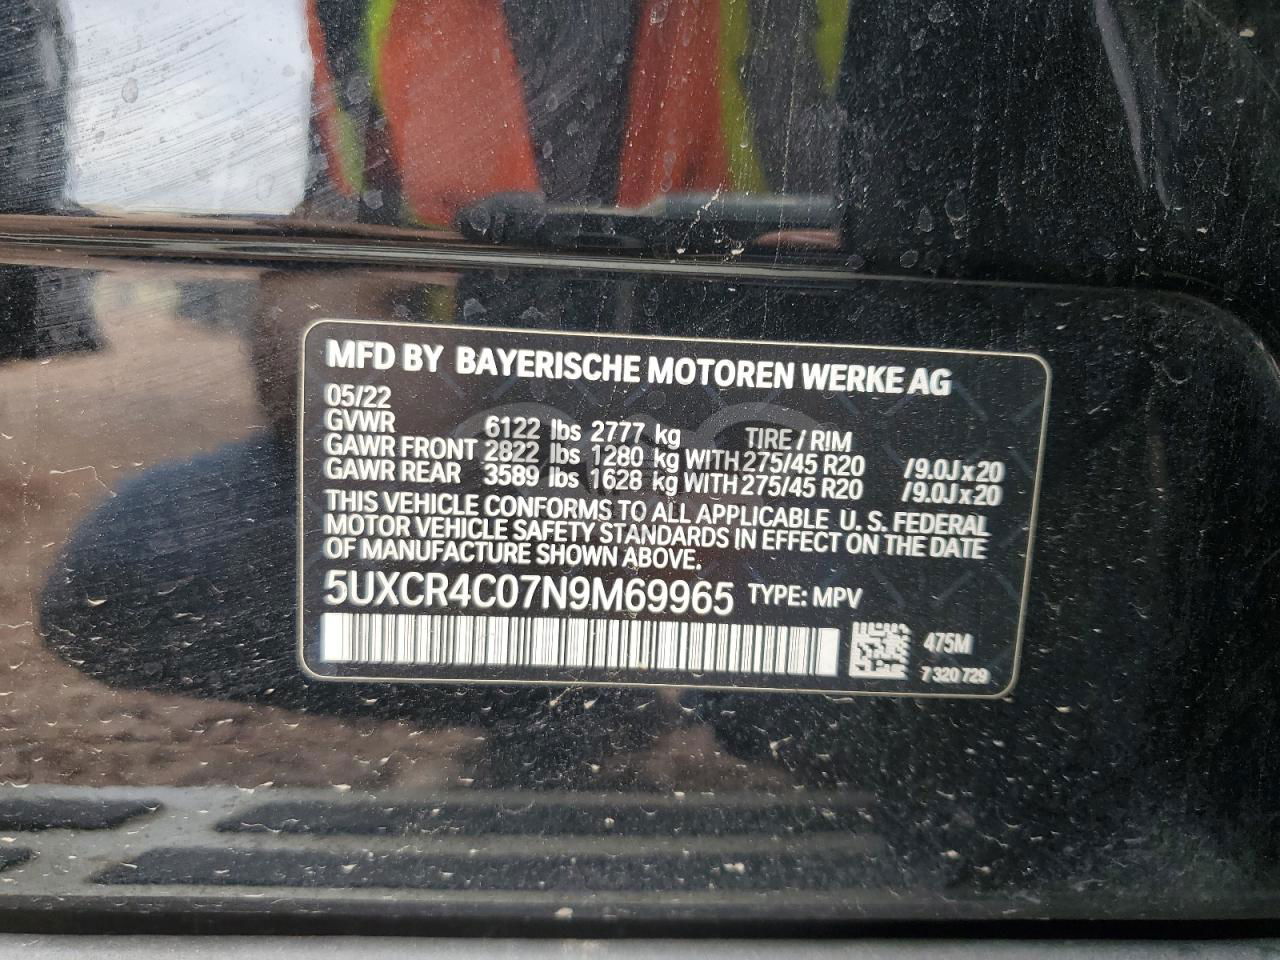 MFD BY BAYERISCHE MOTOREN WERKE AG
05/22
GVWR 6122 lbs 2777 kg TIRE / RIM
GAWR FRONT 2822 lbs 1280 kg WITH 275/45 R20 /9.0J x 20
GAWR REAR 3589 lbs 1628 kg WITH 275/45 R20 /9.0J x 20
THIS VEHICLE CONFORMS TO ALL APPLICABLE U. S. FEDERAL
MOTOR VEHICLE SAFETY STANDARDS IN EFFECT ON THE DATE
OF MANUFACTURE SHOWN ABOVE.
5UXCR4C07N9M69965 TYPE: MPV
475M
7 320 729